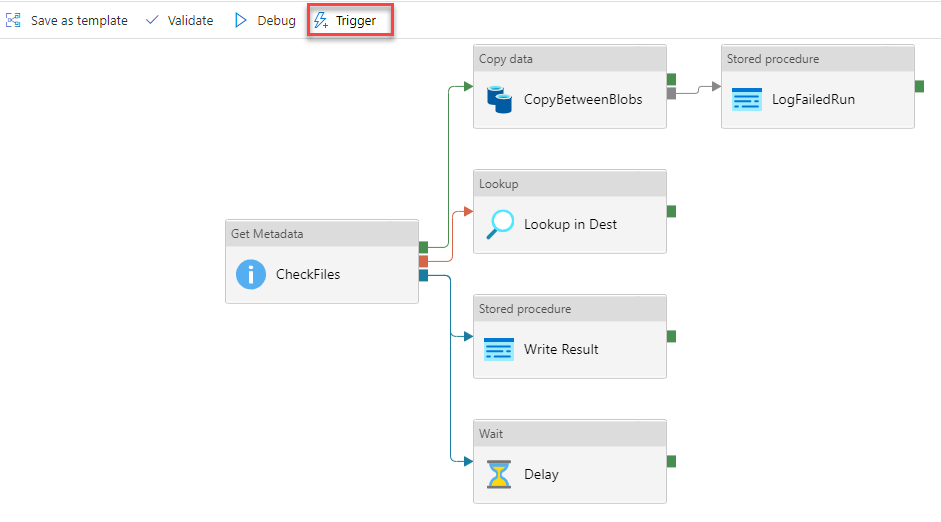 Save as template
Validate
Debug
Trigger
Copy data
CopyBetweenBlobs
Stored procedure
LogFailedRun
Lookup
Lookup in Dest
Get Metadata
CheckFiles
Stored procedure
Write Result
Wait
Delay